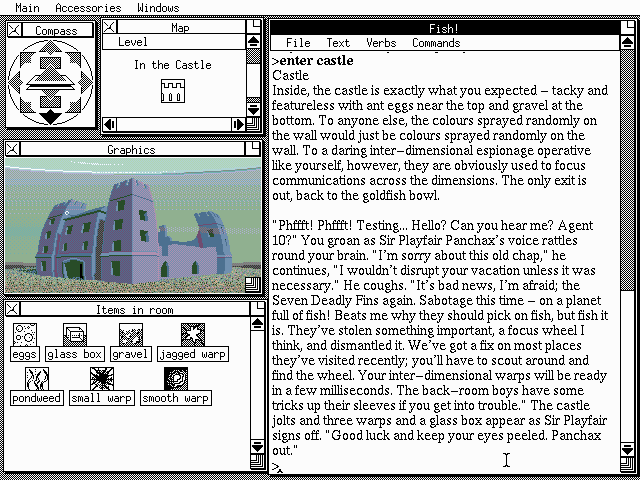 Main Accessories Windows
Compass
Map
Level
In the Castle
Graphics
Items in room
eggs glass box gravel jagged warp
pondweed small warp smooth warp
Fish!
File Text Verbs Commands
>enter castle
Castle
Inside, the castle is exactly what you expected – tacky and
featureless with ant eggs near the top and gravel at the
bottom. To anyone else, the colours sprayed randomly on
the wall would just be colours sprayed randomly on the
wall. To a daring inter–dimensional espionage operative
like yourself, however, they are obviously used to focus
communications across the dimensions. The only exit is
out, back to the goldfish bowl.
"Phffft! Phffft! Testing... Hello? Can you hear me? Agent
10?" You groan as Sir Playfair Panchax's voice rattles
round your brain. "I'm sorry about this old chap," he
continues, "I wouldn't disrupt your vacation unless it was
necessary." He coughs. "It's bad news, I'm afraid; the
Seven Deadly Fins again. Sabotage this time – on a planet
full of fish! Beats me why they should pick on fish, but fish it
is. They've stolen something important, a focus wheel I
think, and dismantled it. We've got a fix on most places
they've visited recently; you'll have to scout around and
find the wheel. Your inter–dimensional warps will be ready
in a few milliseconds. The back–room boys have some
tricks up their sleeves if you get into trouble." The castle
jolts and three warps and a glass box appear as Sir Playfair
signs off. "Good luck and keep your eyes peeled. Panchax
out."
>